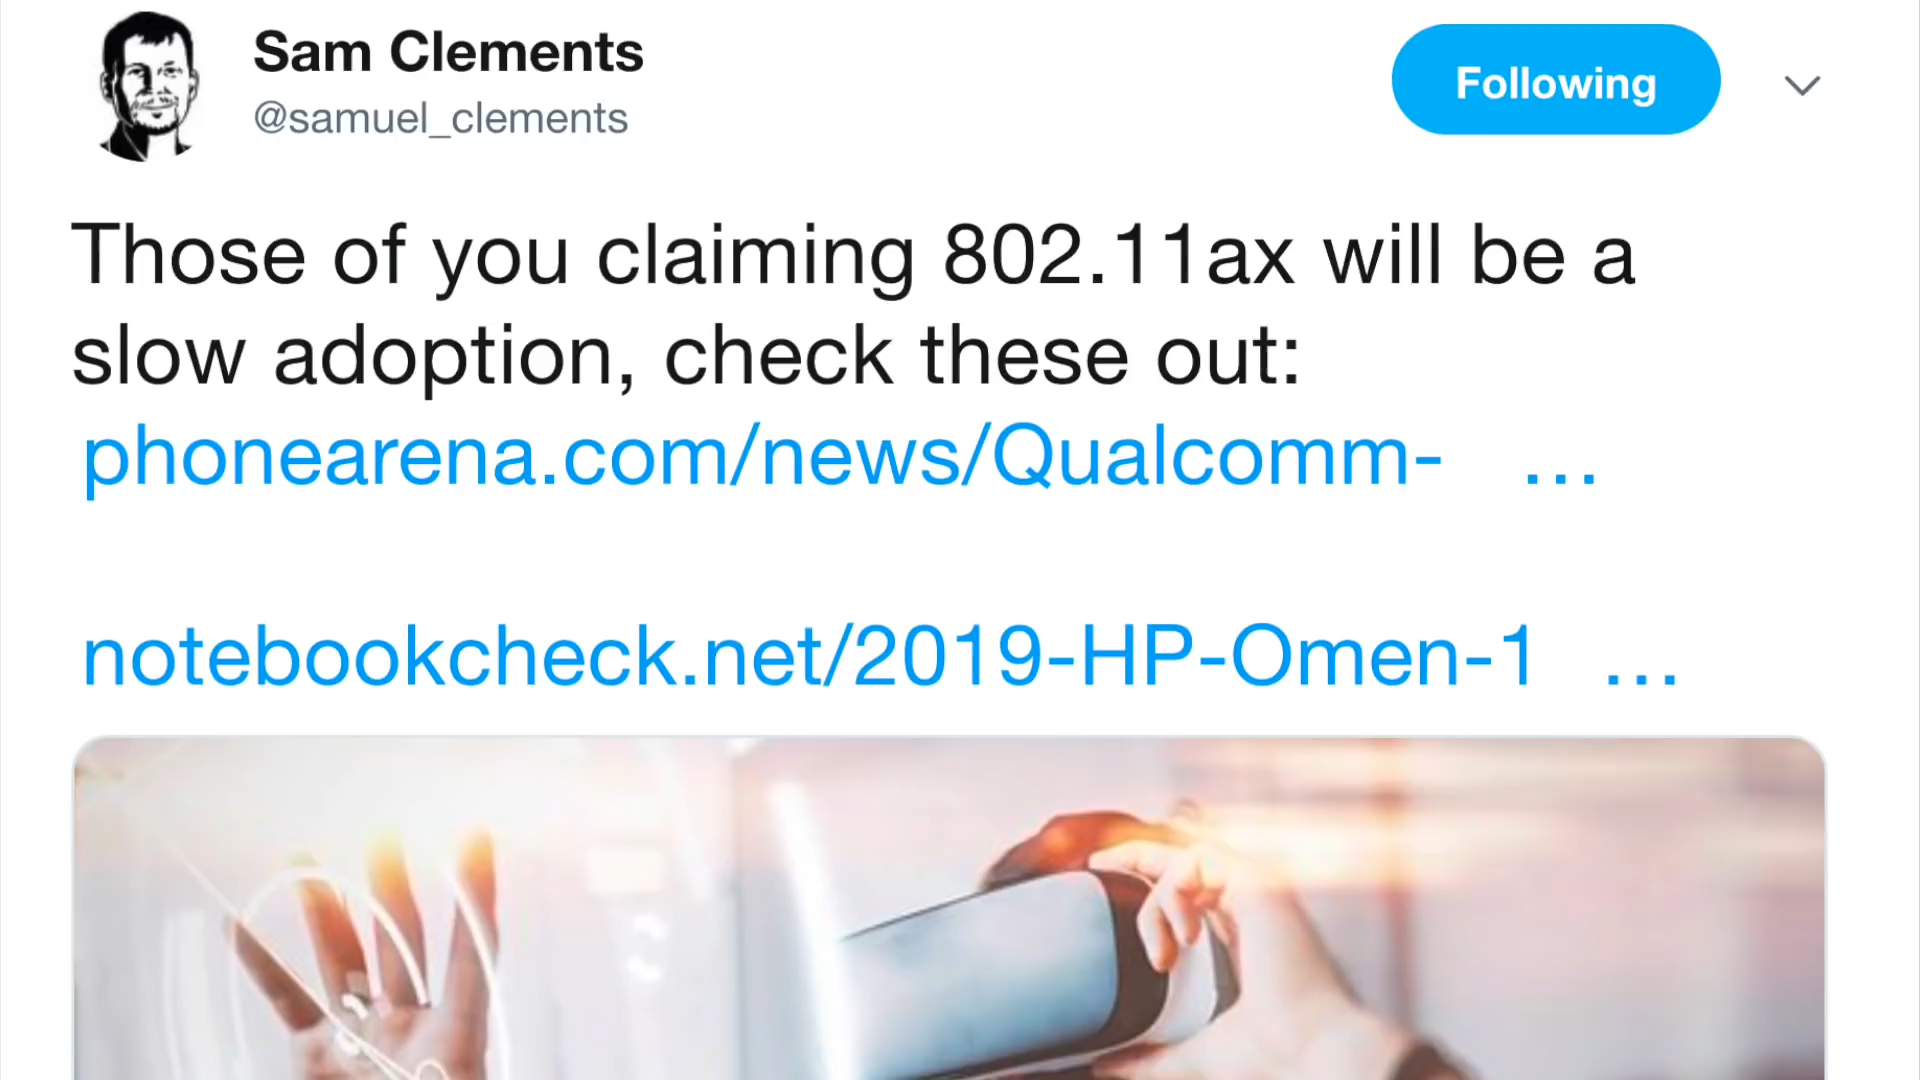 Sam Clements
@samuel_clements
Following
Those of you claiming 802.11ax will be a
slow adoption, check these out:
phonearena.com/news/Qualcomm- …
notebookcheck.net/2019-HP-Omen-1 …